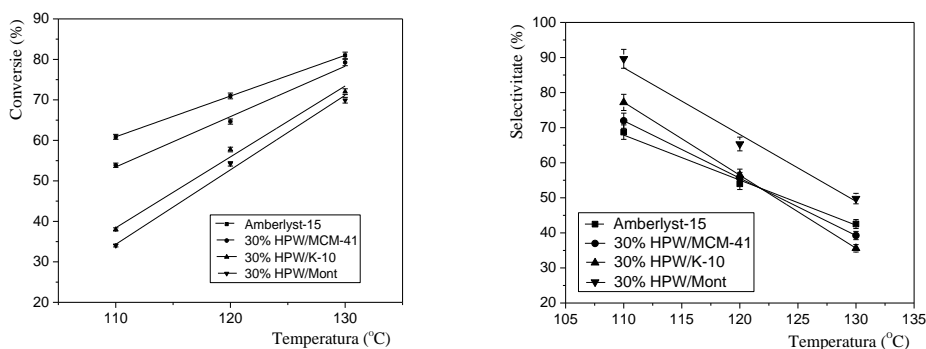 Conversie (%)
90
80
70
60
50
40
30
20
110
120
130
Temperatura (°C)
Amberlyst-15
30% HPW/MCM-41
30% HPW/K-10
30% HPW/Mont
Selectivitate (%)
100
90
80
70
60
50
40
30
20
105
110
115
120
125
130
135
Temperatura (°C)
Amberlyst-15
30% HPW/MCM-41
30% HPW/K-10
30% HPW/Mont